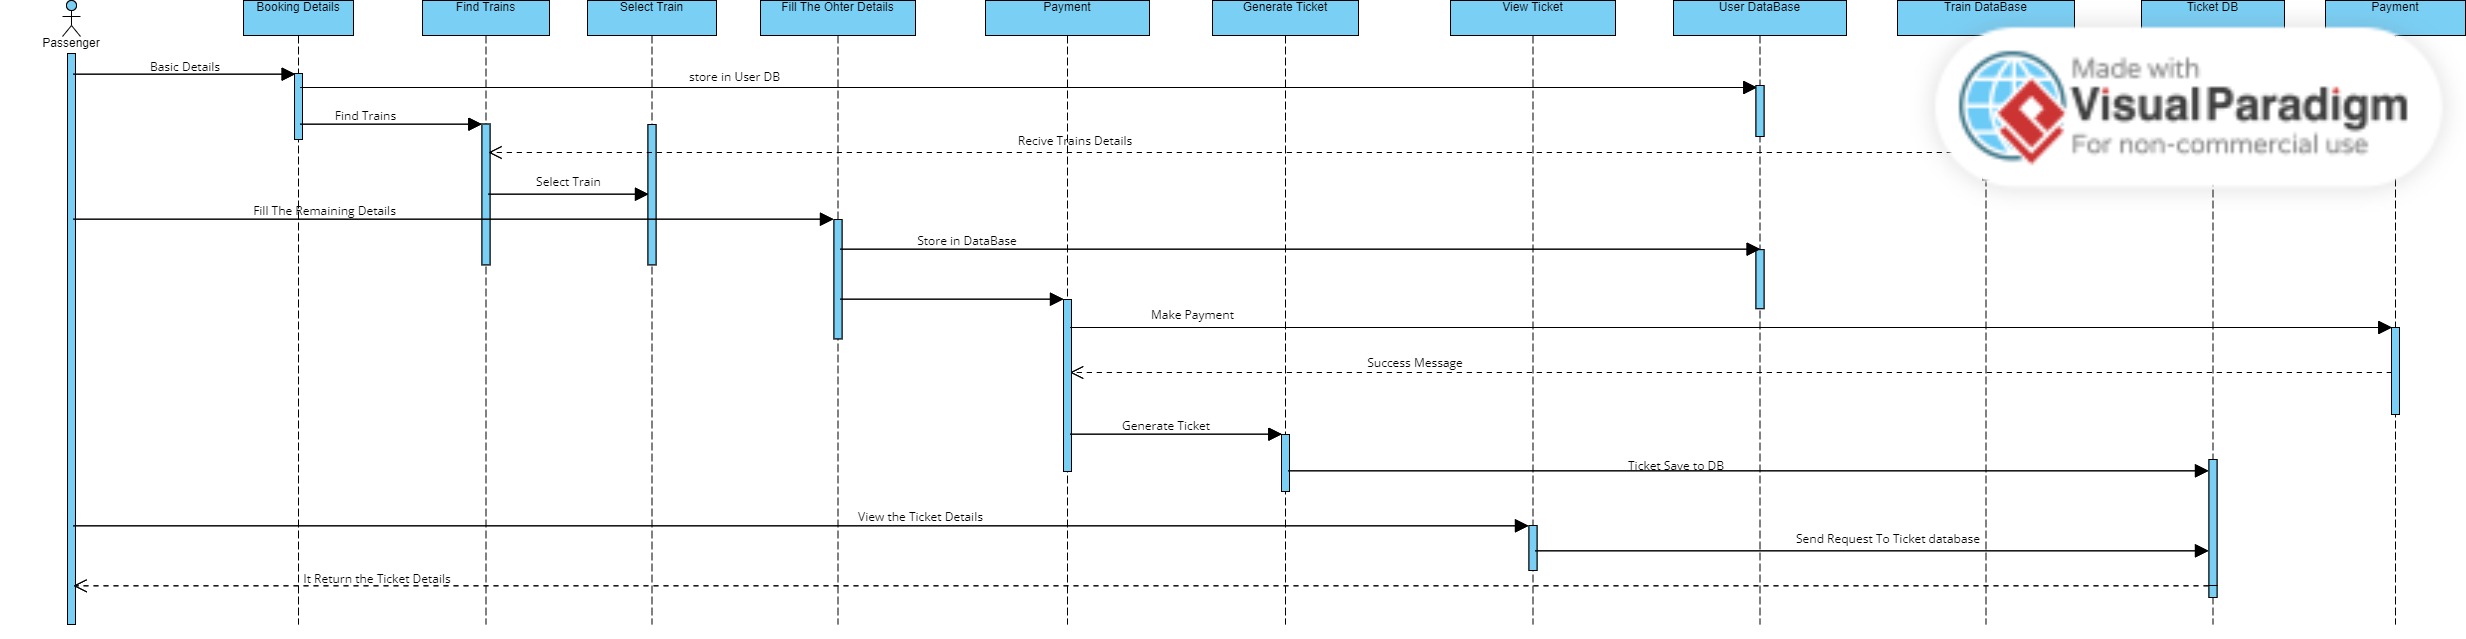 Booking Details
Find Trains
Select Train
Fill The Ohter Details
Payment
Generate Ticket
View Ticket
User DataBase
Train DataBase
Ticket DB
Payment
Passenger
Basic Details
store in User DB
Made with
Visual Paradigm
For non-commercial use
Find Trains
Recive Trains Details
Select Train
Fill The Remaining Details
Store in DataBase
Make Payment
Success Message
Generate Ticket
Ticket Save to DB
View the Ticket Details
Send Request To Ticket database
It Return the Ticket Details